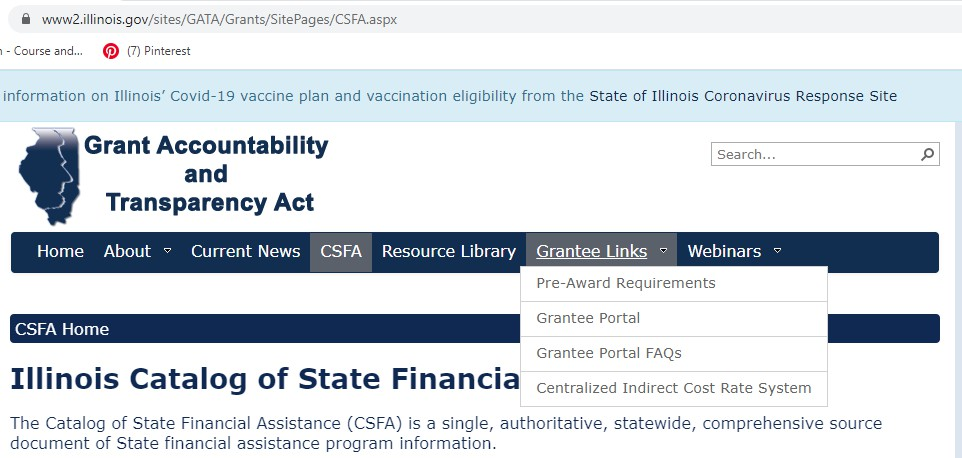 www2.illinois.gov/sites/GATA/Grants/SitePages/CSFA.aspx
- Course and... (7) Pinterest
information on Illinois’ Covid-19 vaccine plan and vaccination eligibility from the State of Illinois Coronavirus Response Site
Grant Accountability
and
Transparency Act
Search...
Home About Current News CSFA Resource Library Grantee Links Webinars
Pre-Award Requirements
Grantee Portal
Grantee Portal FAQs
Centralized Indirect Cost Rate System
CSFA Home
Illinois Catalog of State Financia
The Catalog of State Financial Assistance (CSFA) is a single, authoritative, statewide, comprehensive source
document of State financial assistance program information.